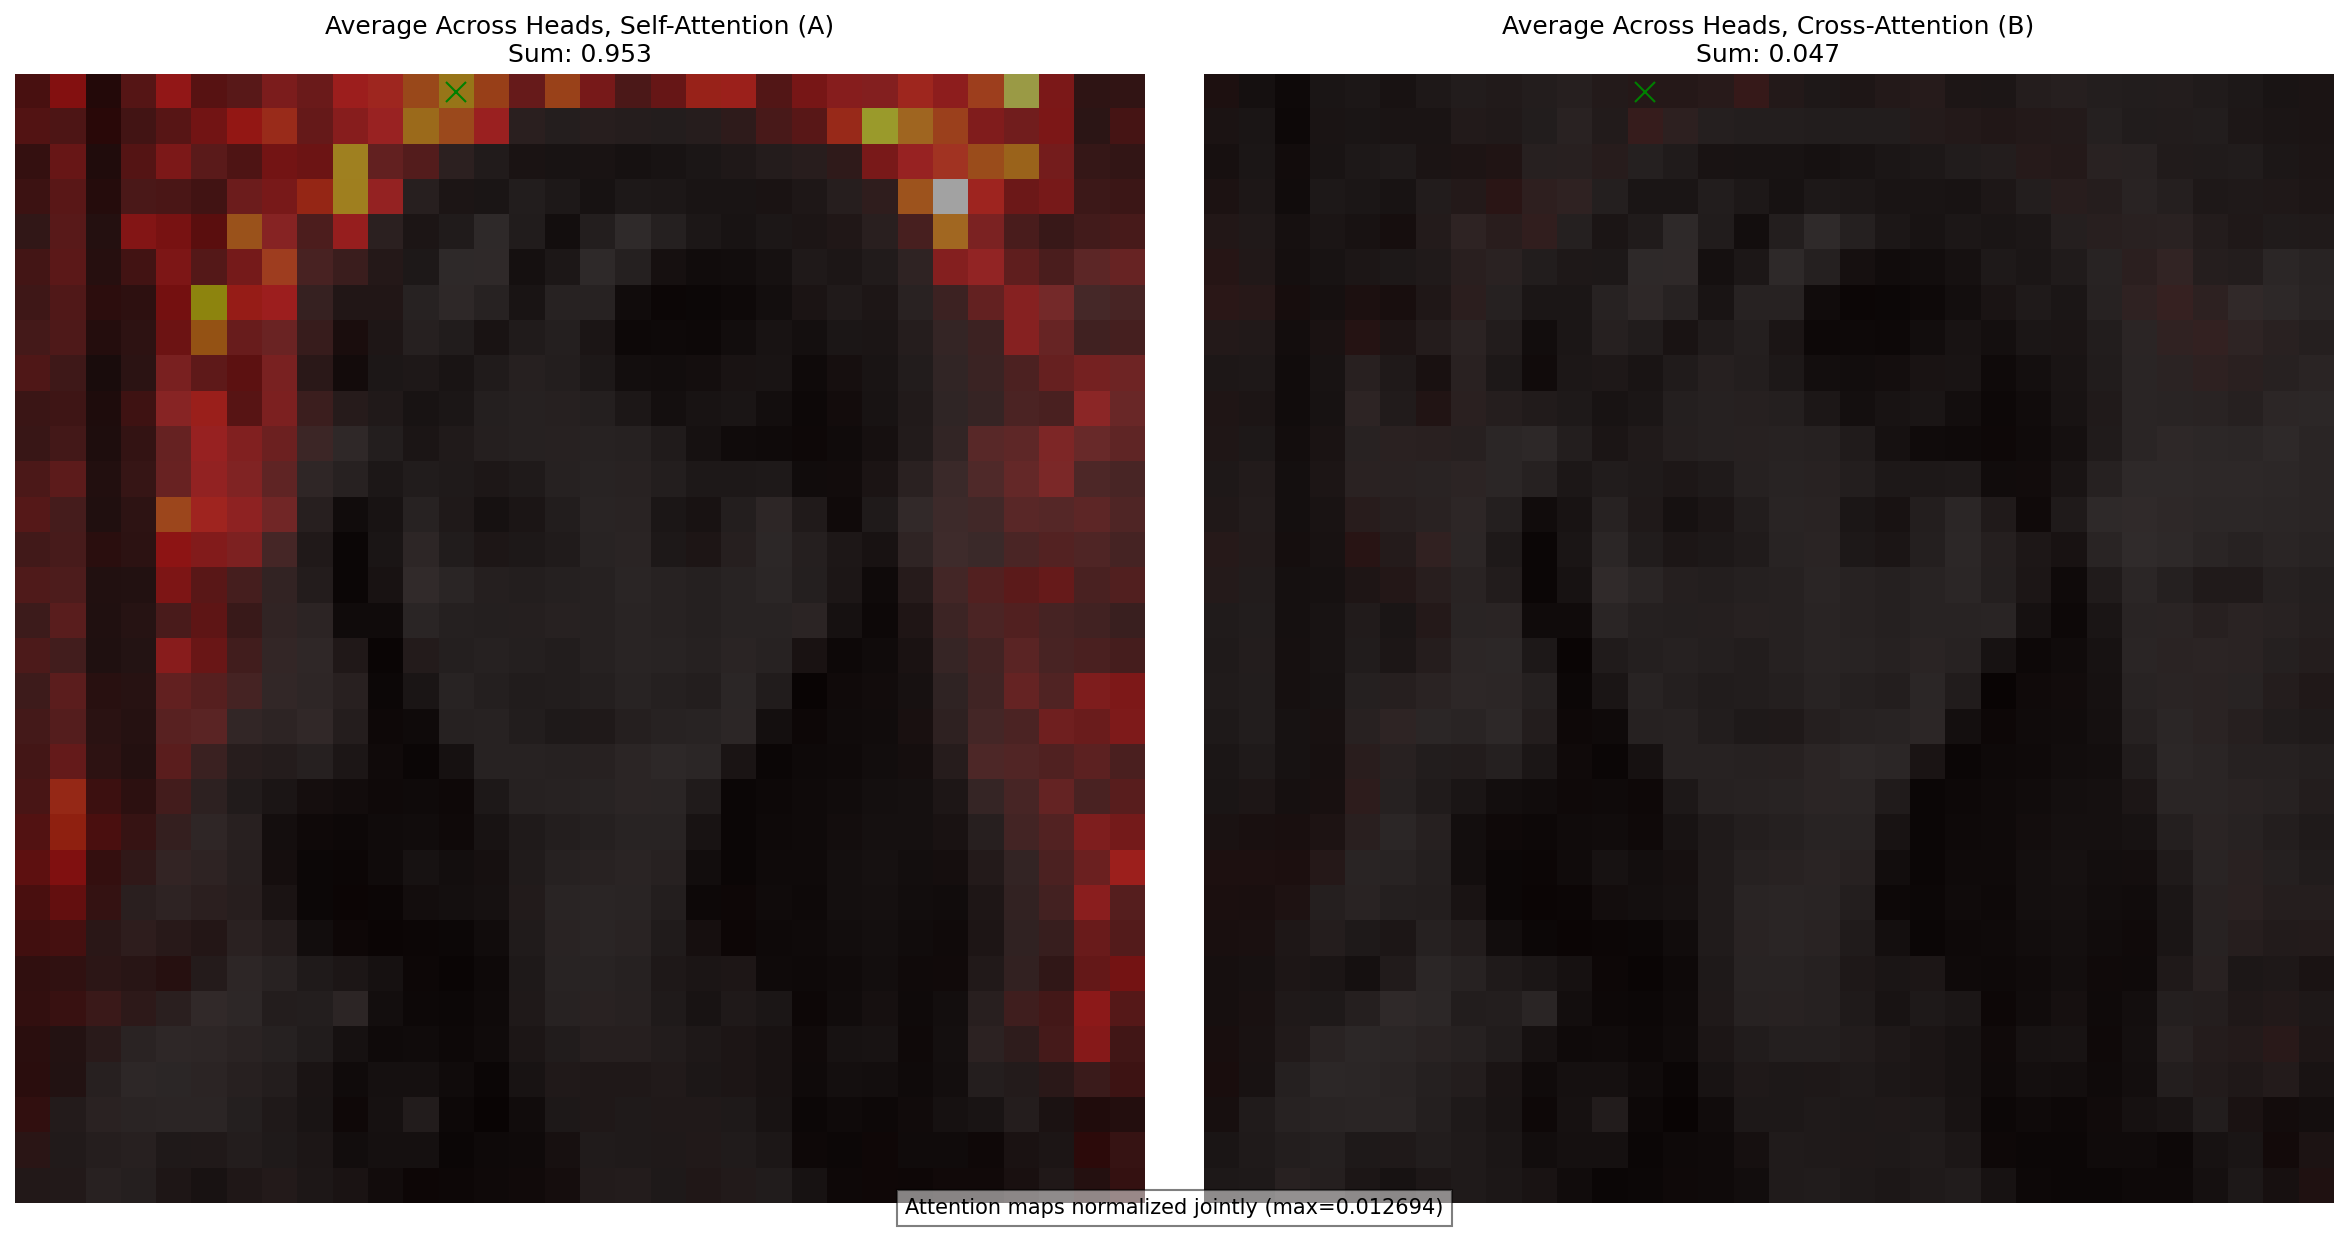 Average Across Heads, Self-Attention (A)
Sum: 0.953
Average Across Heads, Cross-Attention (B)
Sum: 0.047
Attention maps normalized jointly (max=0.012694)